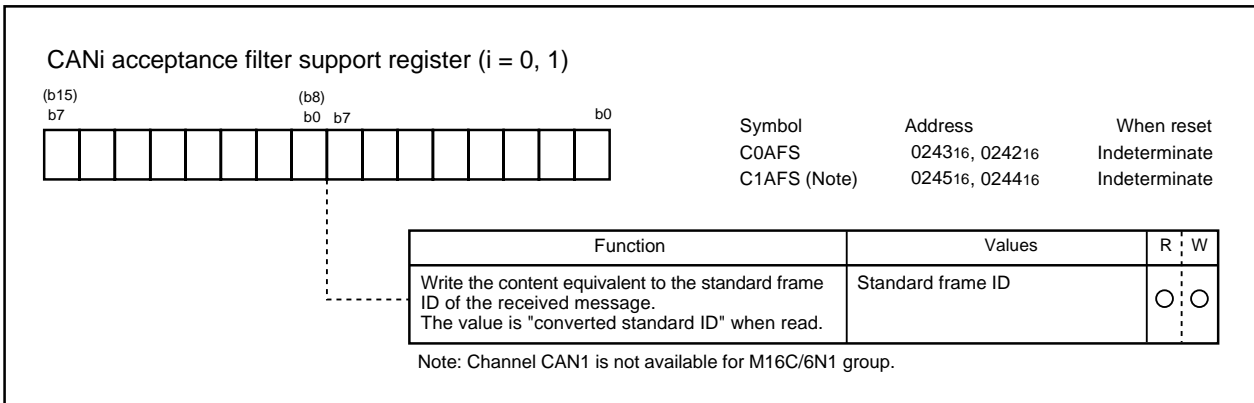 CANi acceptance filter support register (i = 0, 1)
(b15) (b8)
b7 b0 b7 b0
Symbol Address When reset
C0AFS 024316, 024216 Indeterminate
C1AFS (Note) 024516, 024416 Indeterminate
Function Values R W
Write the content equivalent to the standard frame Standard frame ID
ID of the received message.
The value is "converted standard ID" when read.
Note: Channel CAN1 is not available for M16C/6N1 group.